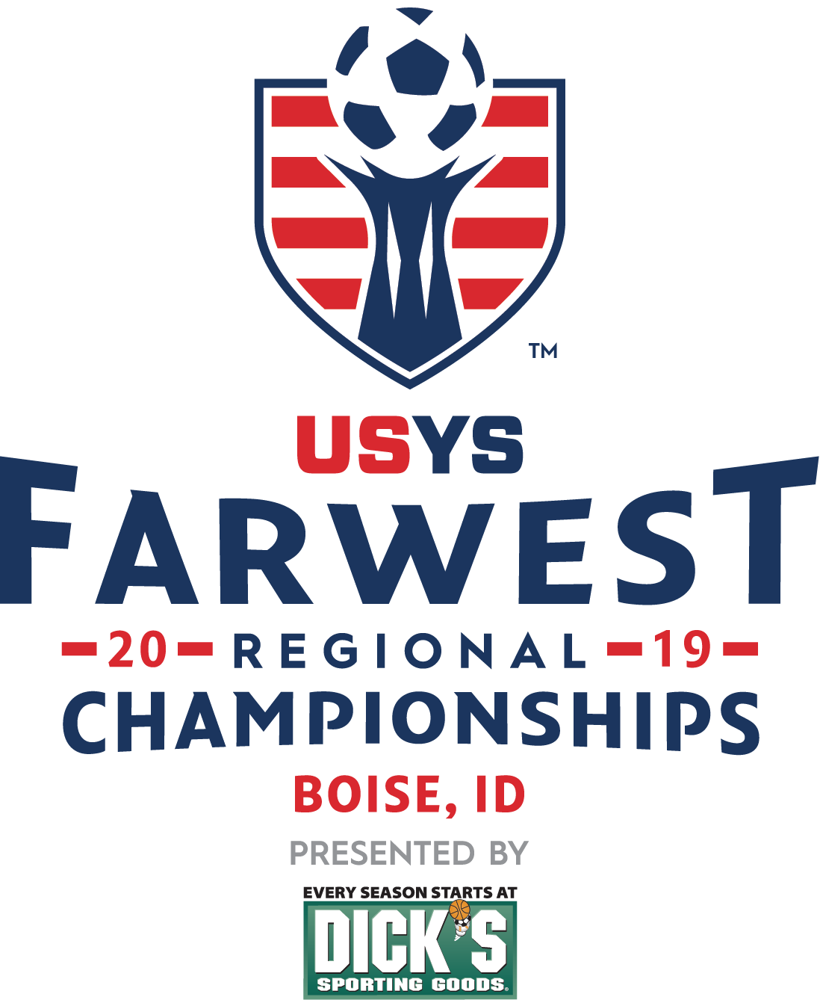 TM
USYS
FARWEST
20 REGIONAL 19
CHAMPIONSHIPS
BOISE, ID
PRESENTED BY
EVERY SEASON STARTS AT
DICK'S
SPORTING GOODS®